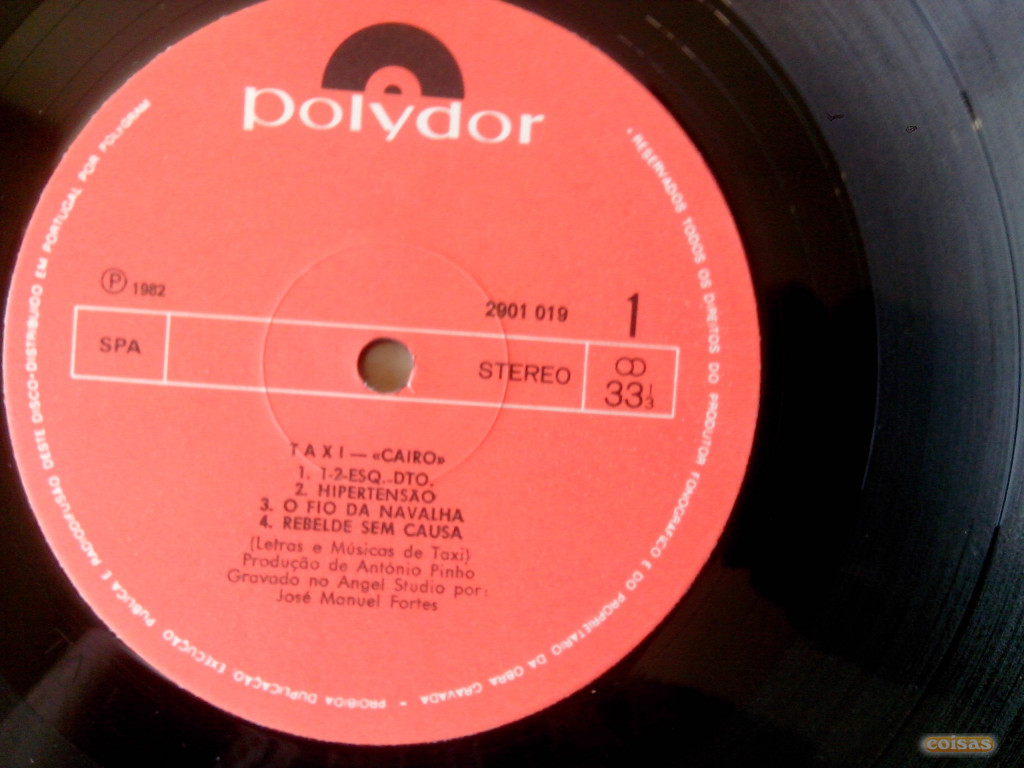 polydor
• RESERVADOS TODOS OS DIREITOS DO PRODUTOR FONOGRÁFICO E DO PROPRIETÁRIO DA OBRA GRAVADA • PROIBIDA DUPLICAÇÃO, EXECUÇÃO PÚBLICA E RADIODIFUSÃO DESTE DISCO-DISTRIBUIDO EM PORTUGAL POR POLYGRAM
Ⓟ 1982
2901 019
1
SPA
STEREO
33 1/3
TAXI — «CAIRO»
1. 1-2-ESQ.-DTO.
2. HIPERTENSÃO
3. O FIO DA NAVALHA
4. REBELDE SEM CAUSA
(Letras e Músicas de Taxi)
Produção de António Pinho
Gravado no Angel Studio por:
José Manuel Fortes
coisas